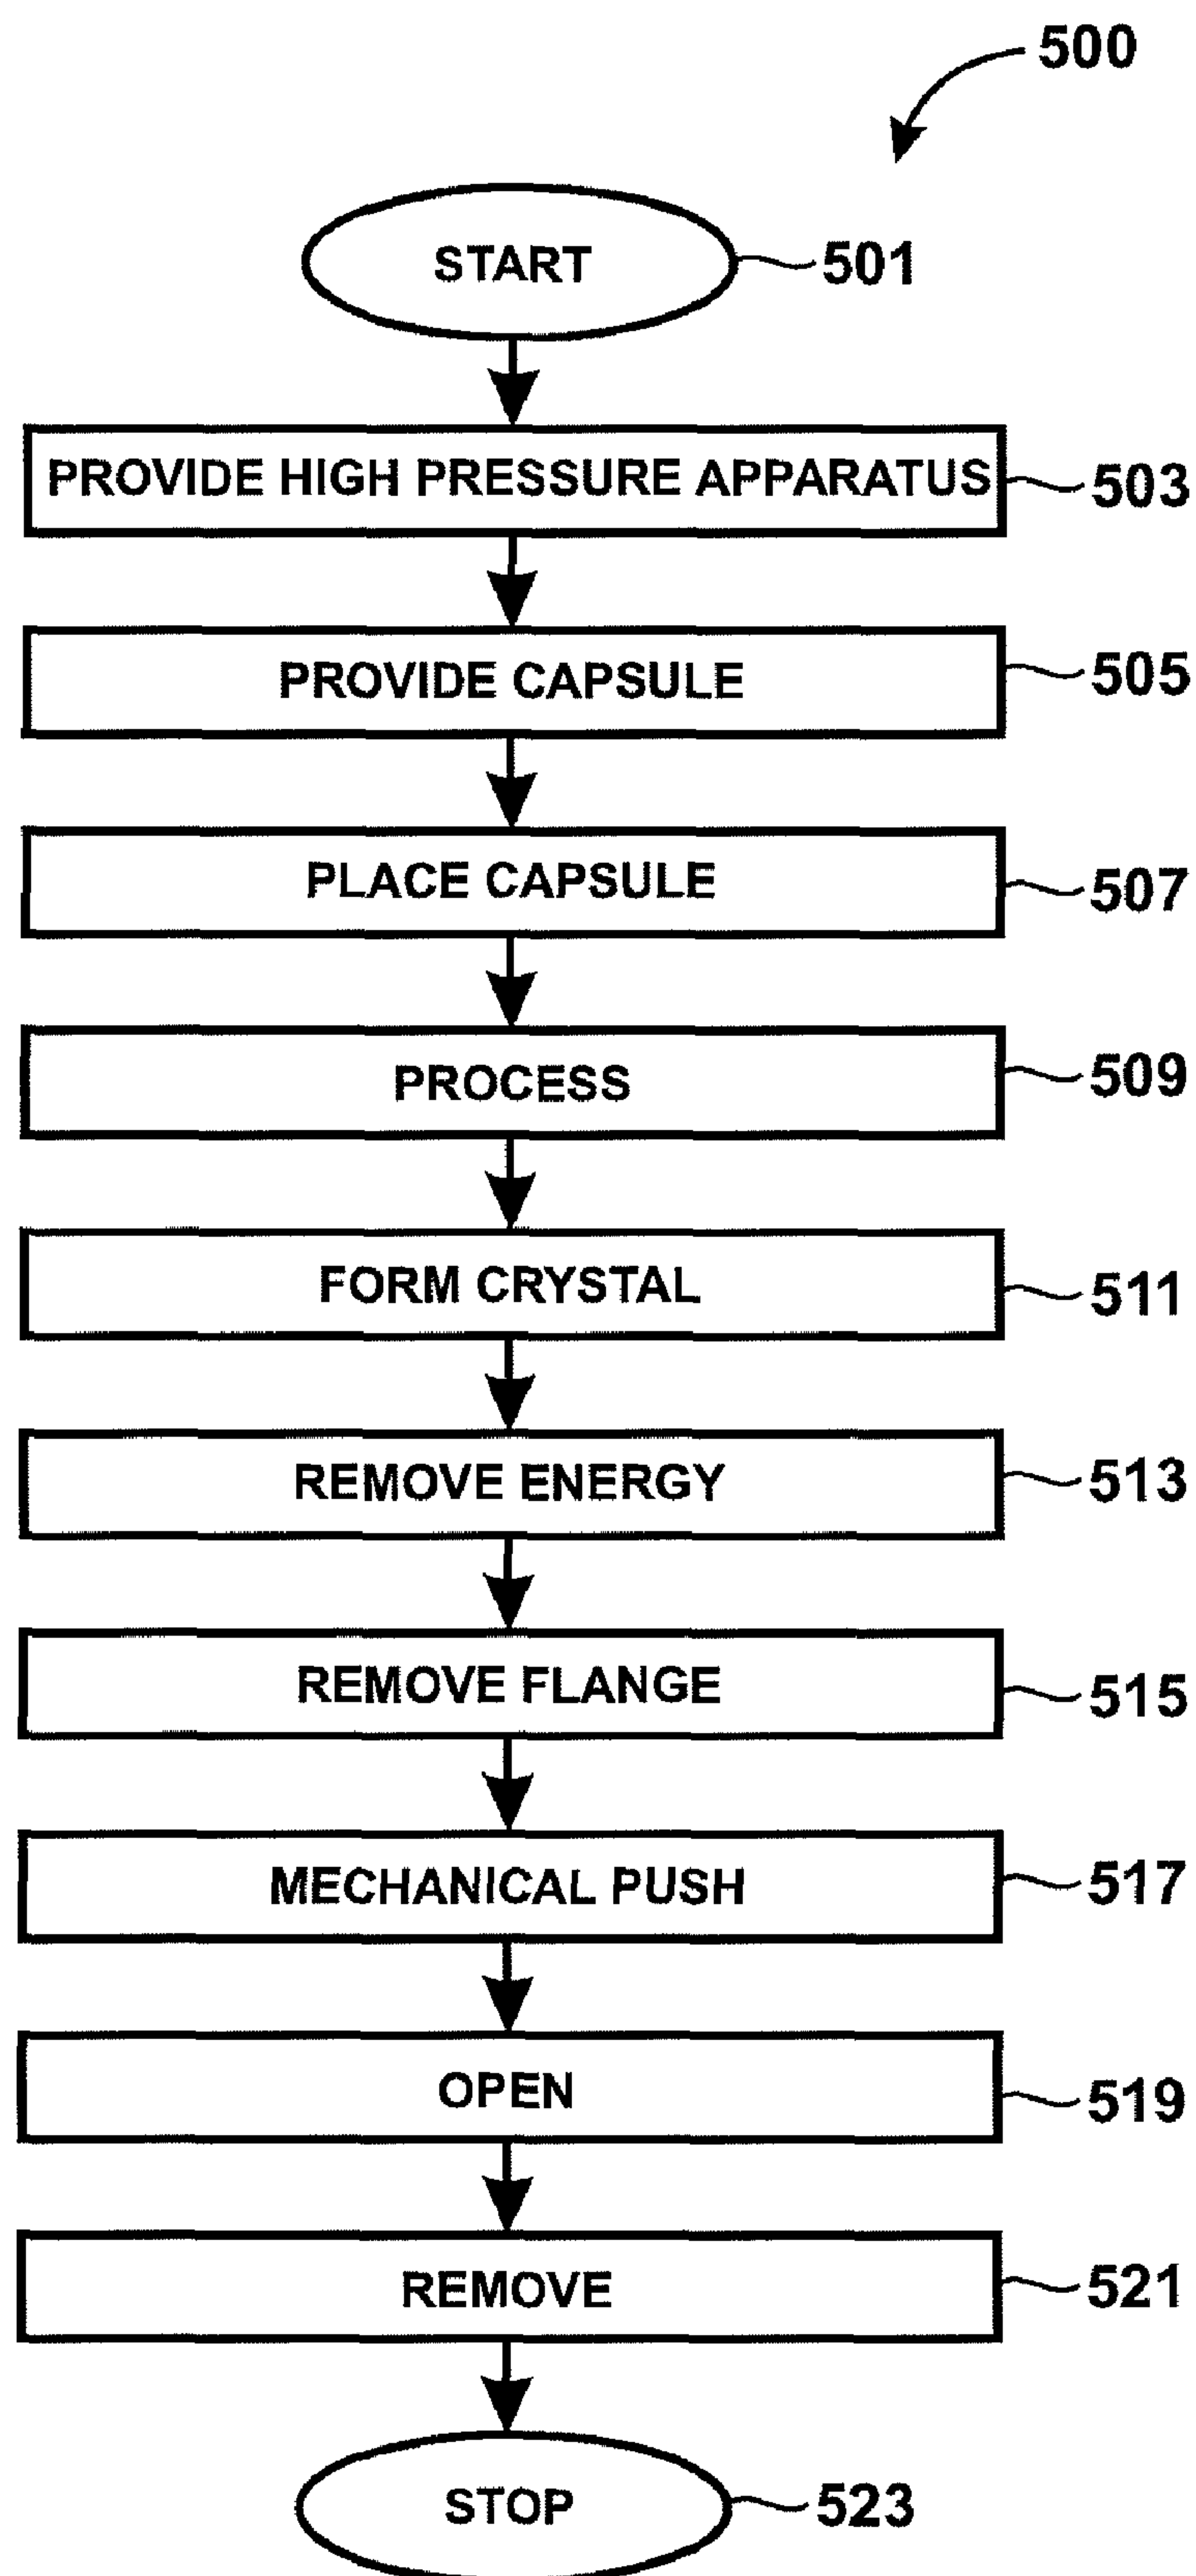 500
START 501
PROVIDE HIGH PRESSURE APPARATUS 503
PROVIDE CAPSULE 505
PLACE CAPSULE 507
PROCESS 509
FORM CRYSTAL 511
REMOVE ENERGY 513
REMOVE FLANGE 515
MECHANICAL PUSH 517
OPEN 519
REMOVE 521
STOP 523